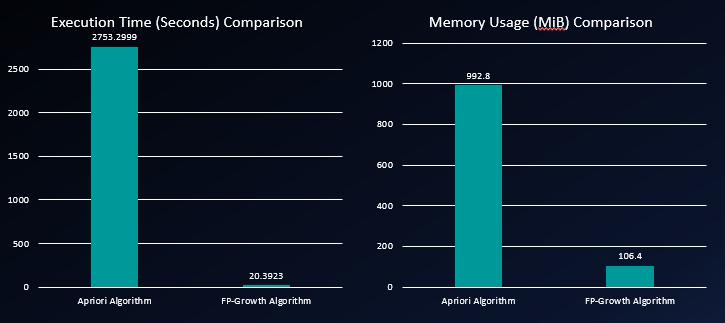 Execution Time (Seconds) Comparison
2753.2999
2500
2000
1500
1000
500
0
20.3923
Apriori Algorithm
FP-Growth Algorithm
Memory Usage (MiB) Comparison
1200
1000
800
600
400
200
0
992.8
106.4
Apriori Algorithm
FP-Growth Algorithm